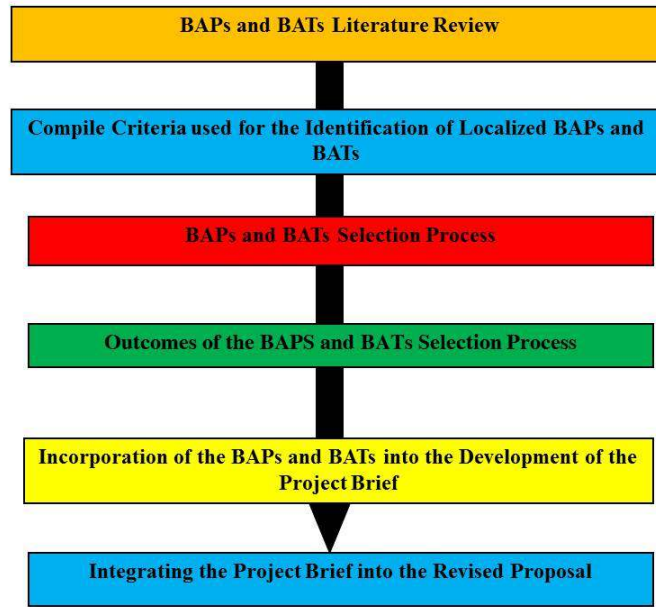 BAPs and BATs Literature Review
Compile Criteria used for the Identification of Localized BAPs and
BATs
BAPs and BATs Selection Process
Outcomes of the BAPS and BATs Selection Process
Incorporation of the BAPs and BATs into the Development of the
Project Brief
Integrating the Project Brief into the Revised Proposal